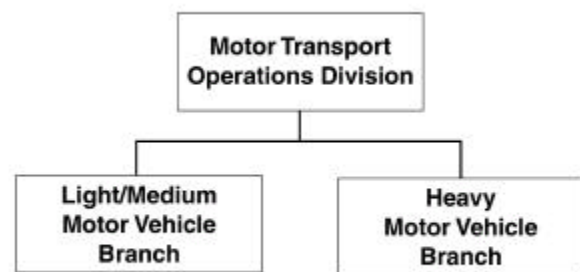 Motor Transport
Operations Division
Light/Medium
Motor Vehicle
Branch
Heavy
Motor Vehicle
Branch